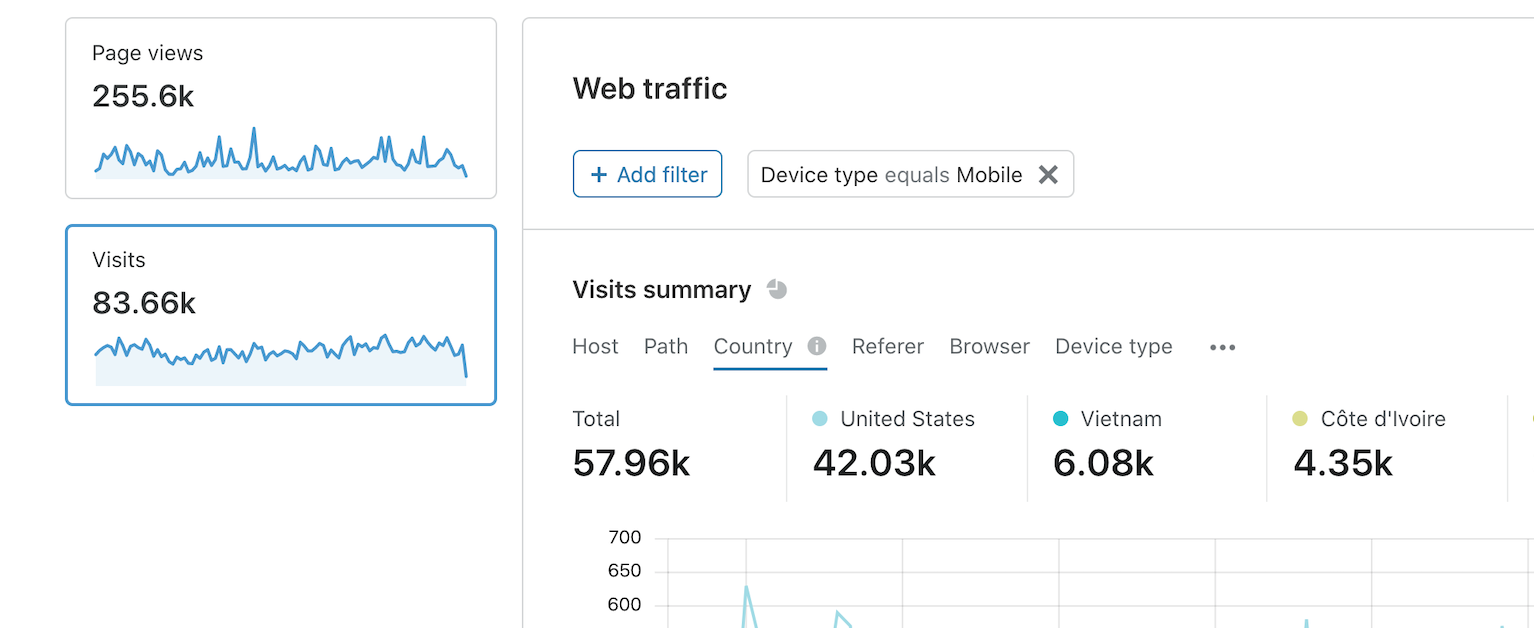 Page views
255.6k
Visits
83.66k
Web traffic
+ Add filter
Device type equals Mobile
Visits summary
Host Path Country Referer Browser Device type
Total United States Vietnam Côte d'Ivoire
57.96k 42.03k 6.08k 4.35k
700
650
600